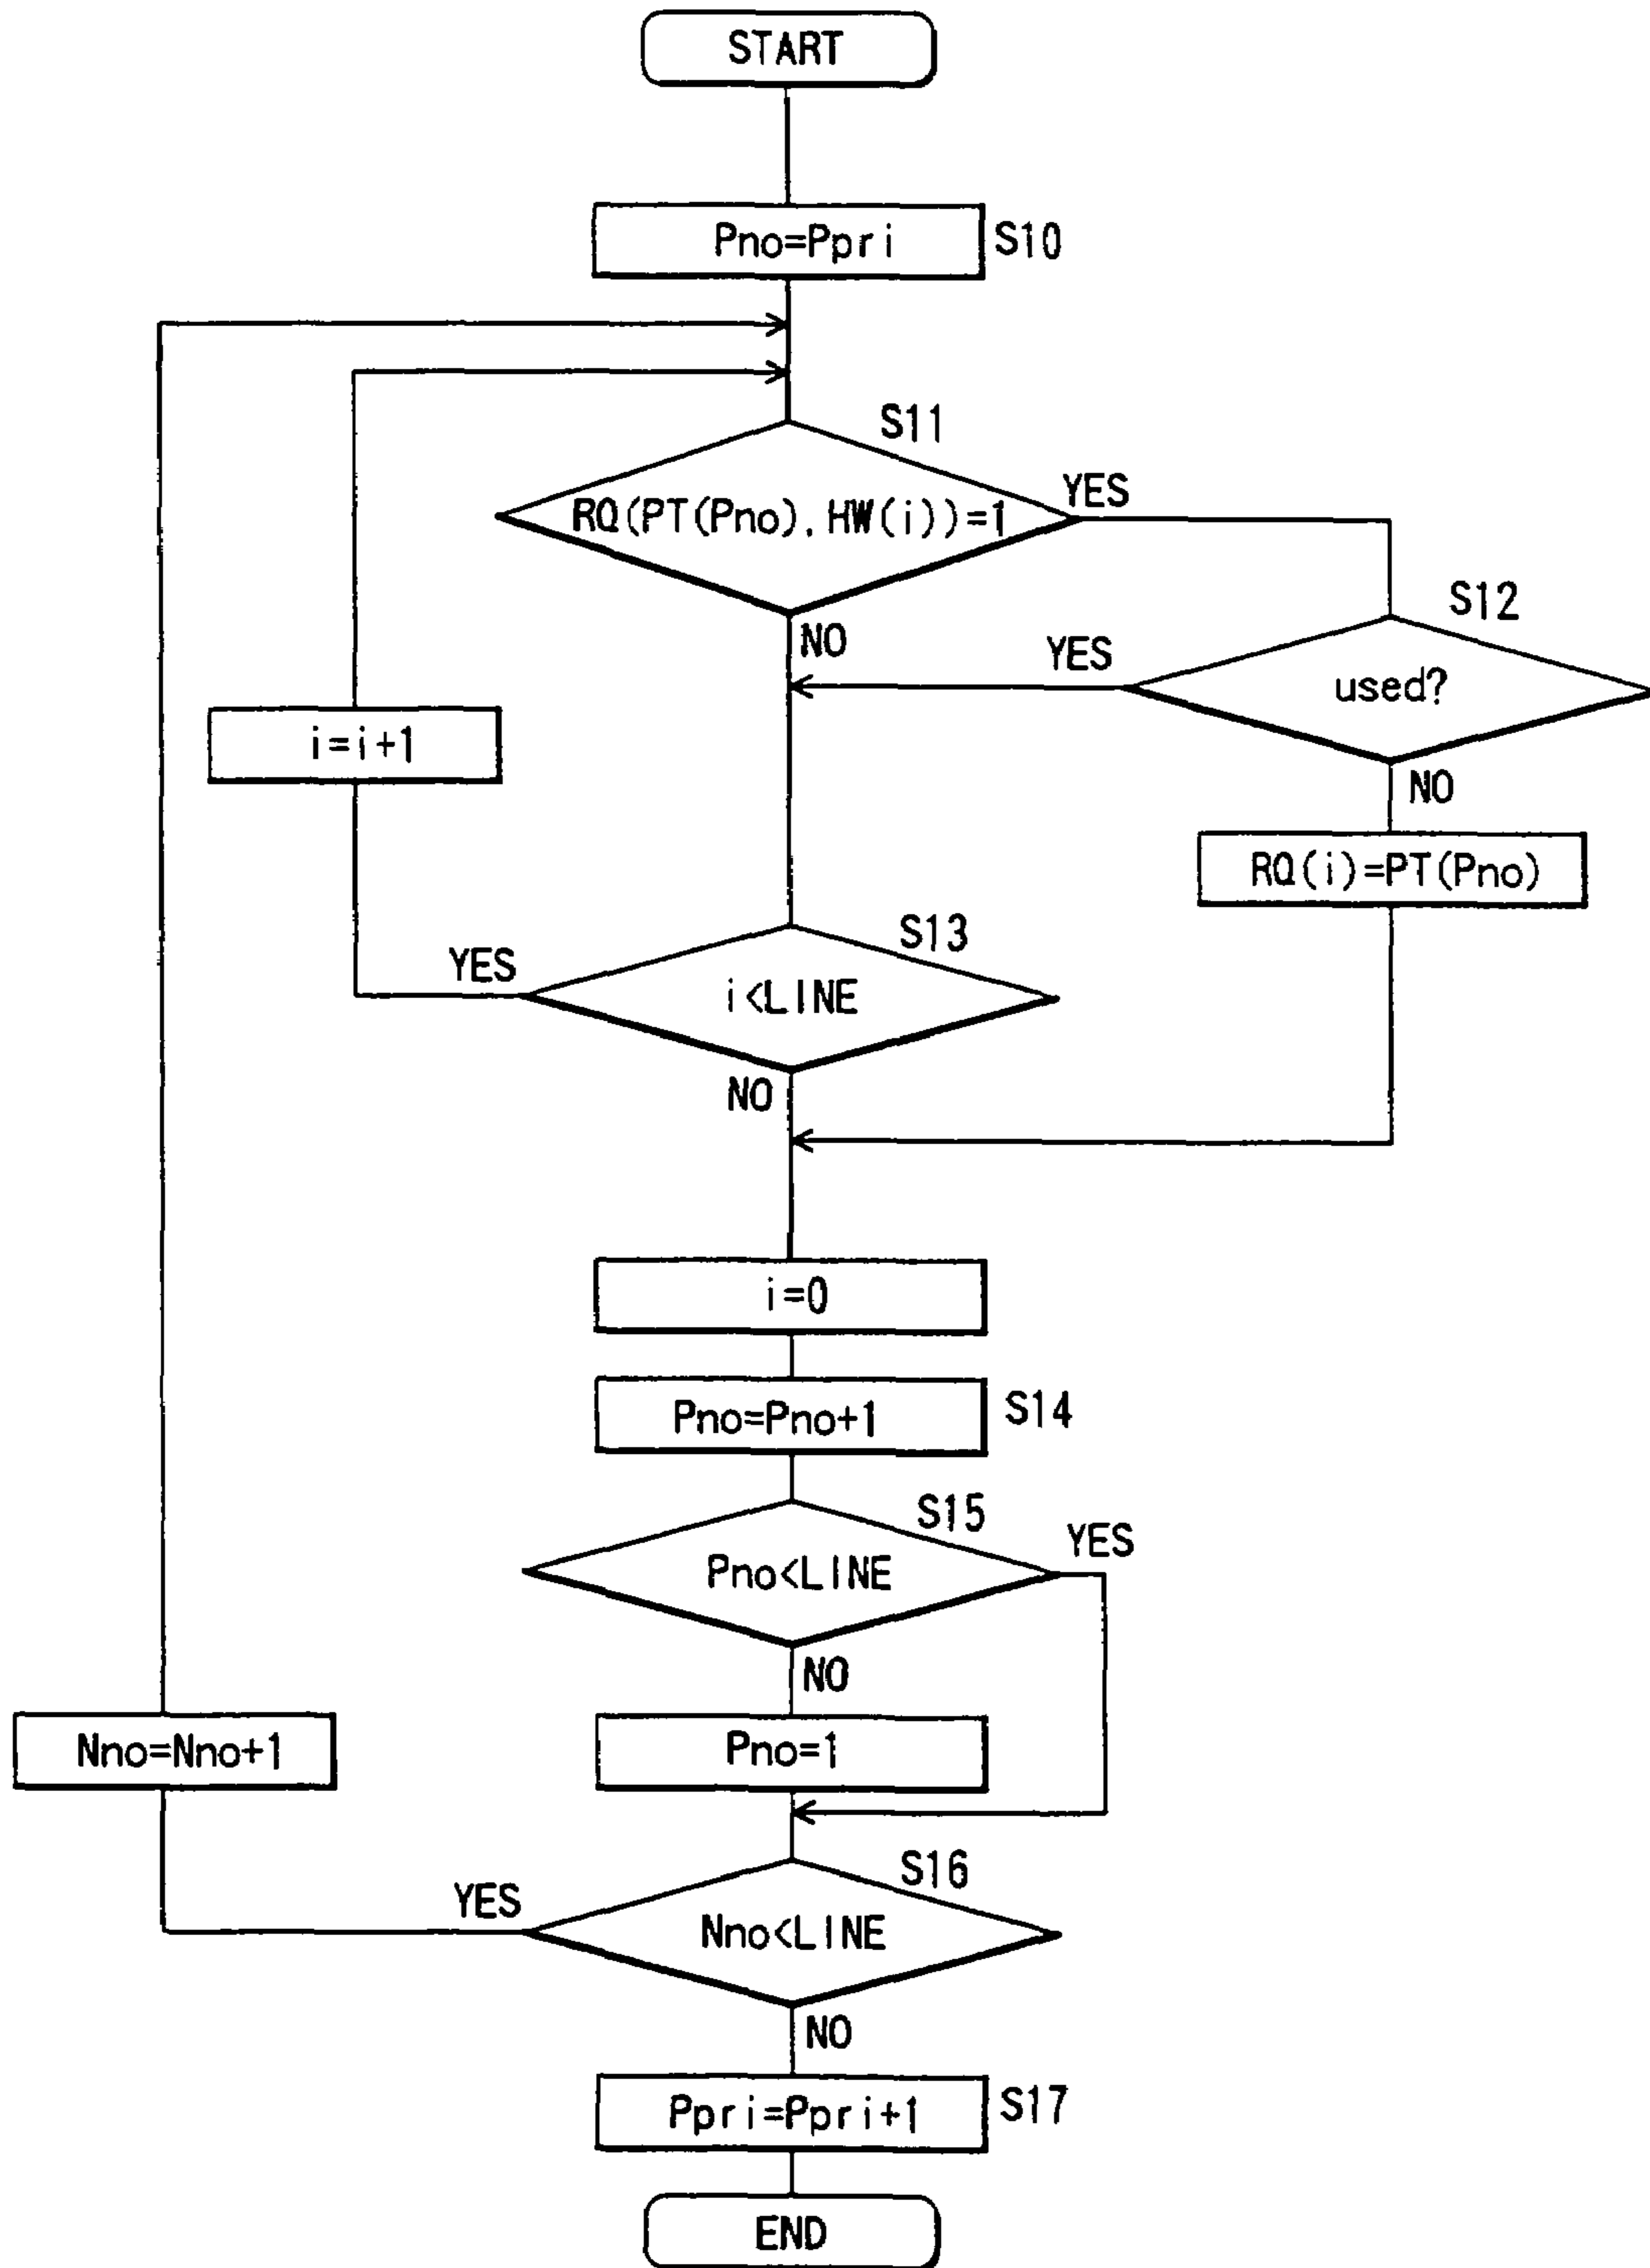 START
Pno=Ppri
S10
S11
RQ(PT(Pno),HW(i))=1
YES
NO
S12
used?
YES
NO
i=i+1
RQ(i)=PT(Pno)
S13
i<LINE
YES
NO
i=0
Pno=Pno+1
S14
S15
Pno<LINE
YES
NO
Nno=Nno+1
Pno=1
S16
Nno<LINE
YES
NO
Ppri=Ppri+1
S17
END